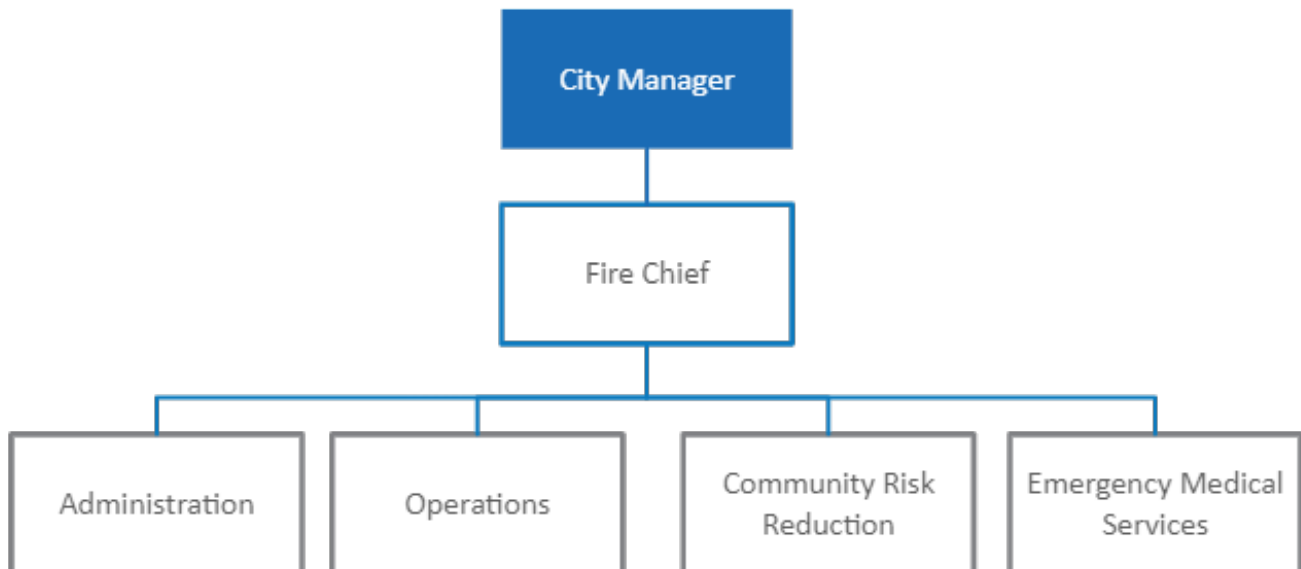 City Manager
Fire Chief
Administration
Operations
Community Risk
Reduction
Emergency Medical
Services